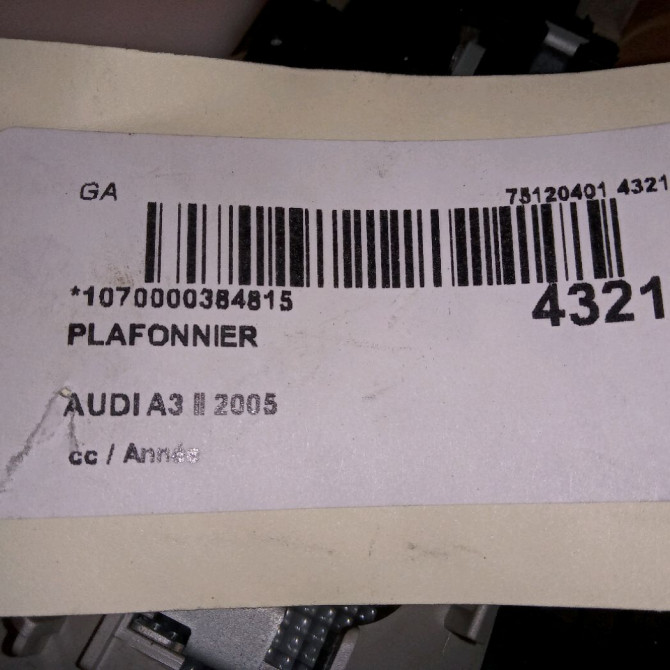 GA 75120401 4321
*1070000384815
4321
PLAFONNIER
AUDI A3 II 2005
cc / Année